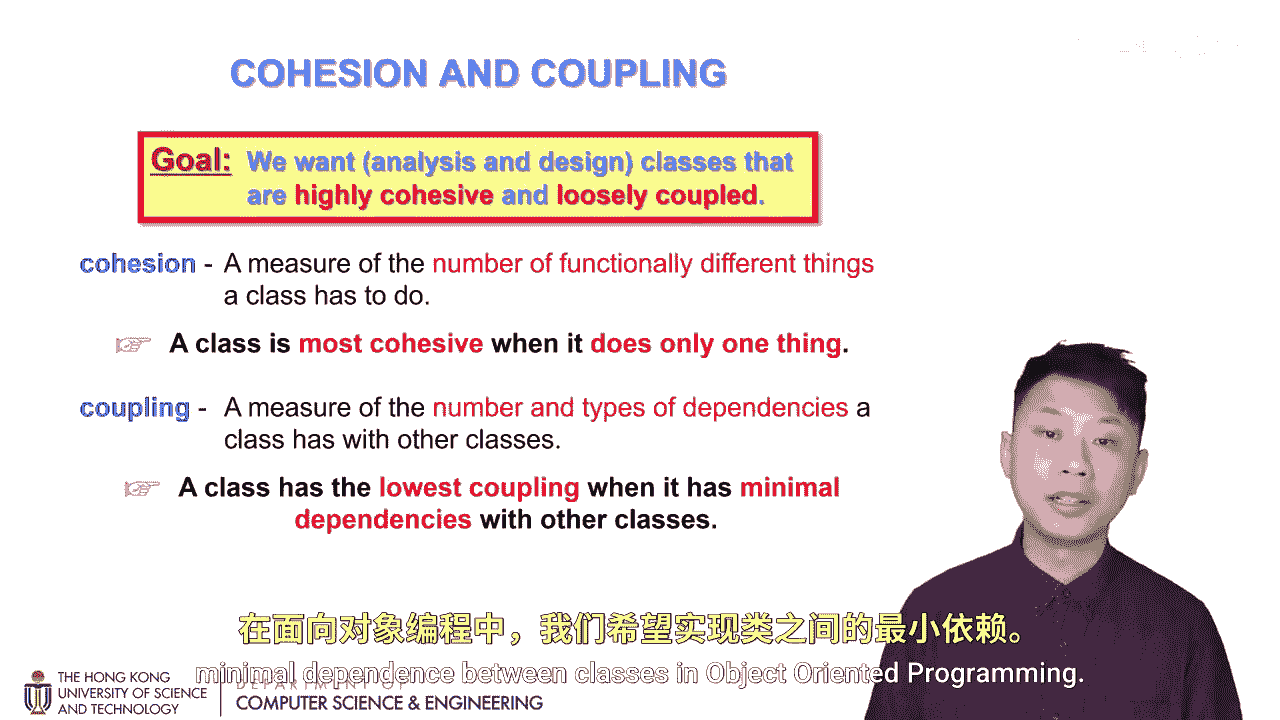 COHESION AND COUPLING
Goal: We want (analysis and design) classes that
are highly cohesive and loosely coupled.
cohesion - A measure of the number of functionally different things
a class has to do.
A class is most cohesive when it does only one thing.
coupling - A measure of the number and types of dependencies a
class has with other classes.
A class has the lowest coupling when it has minimal
dependencies with other classes.
在面向对象编程中，我们希望实现类之间的最小依赖。
minimal dependence between classes in Object Oriented Programming.
THE HONG KONG
UNIVERSITY OF SCIENCE
AND TECHNOLOGY
DEPARTMENT OF
COMPUTER SCIENCE & ENGINEERING